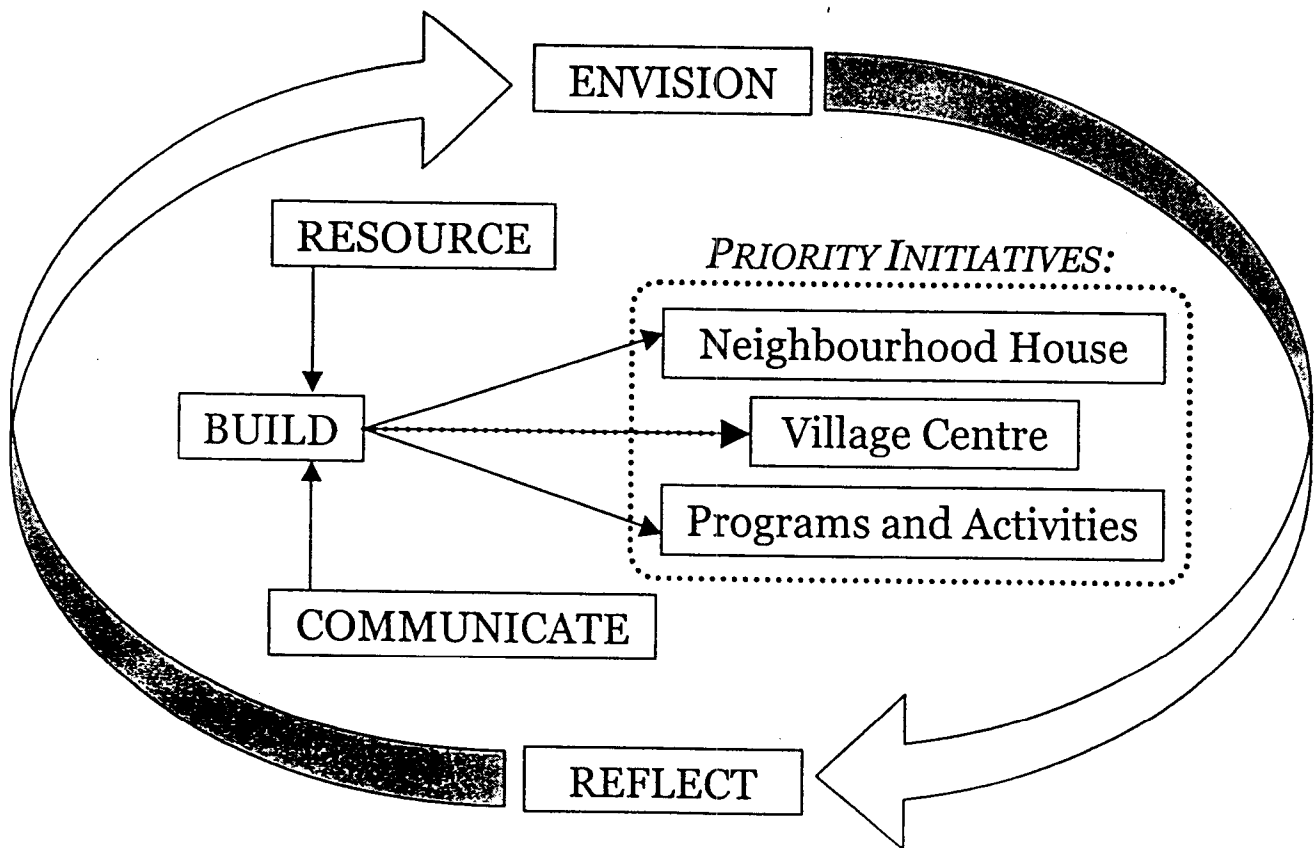 ENVISION
RESOURCE
PRIORITY INITIATIVES:
Neighbourhood House
BUILD
Village Centre
Programs and Activities
COMMUNICATE
REFLECT